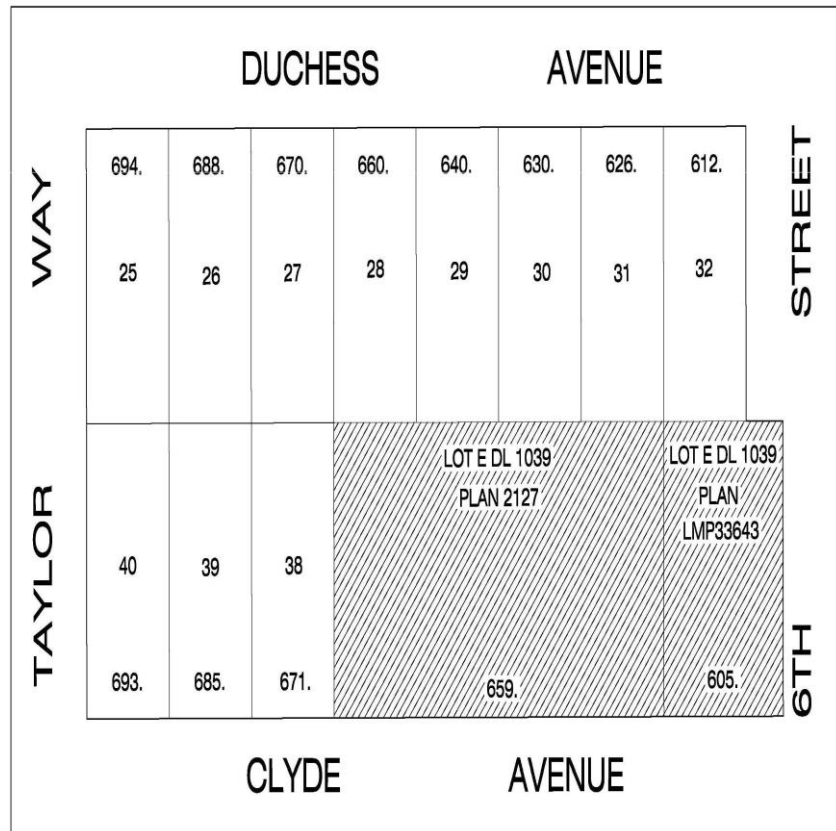 DUCHESS AVENUE
694. 688. 670. 660. 640. 630. 626. 612.
25 26 27 28 29 30 31 32
TAYLOR WAY
6TH STREET
LOT E DL 1039
PLAN 2127
LOT E DL 1039
PLAN
LMP33643
40 39 38
693. 685. 671. 659. 605.
CLYDE AVENUE